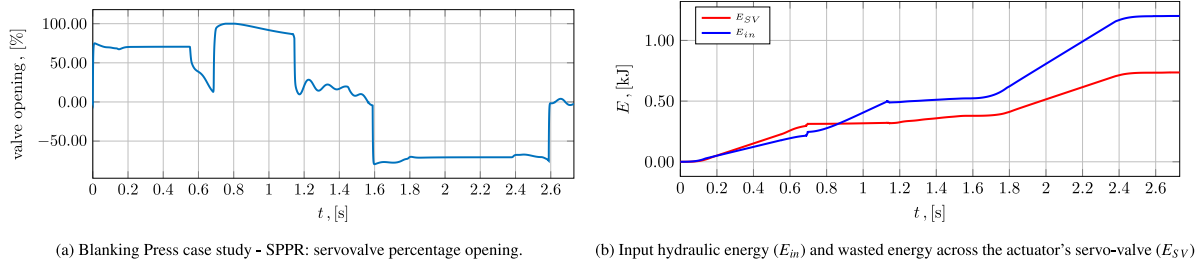 100.00
50.00
0.00
−50.00
valve opening , [%]
0 0.2 0.4 0.6 0.8 1 1.2 1.4 1.6 1.8 2 2.2 2.4 2.6
t , [s]
(a) Blanking Press case study - SPPR: servovalve percentage opening.
E_SV
E_in
1.00
0.50
0.00
E , [kJ]
0 0.2 0.4 0.6 0.8 1 1.2 1.4 1.6 1.8 2 2.2 2.4 2.6
t , [s]
(b) Input hydraulic energy (E_in) and wasted energy across the actuator's servo-valve (E_SV)